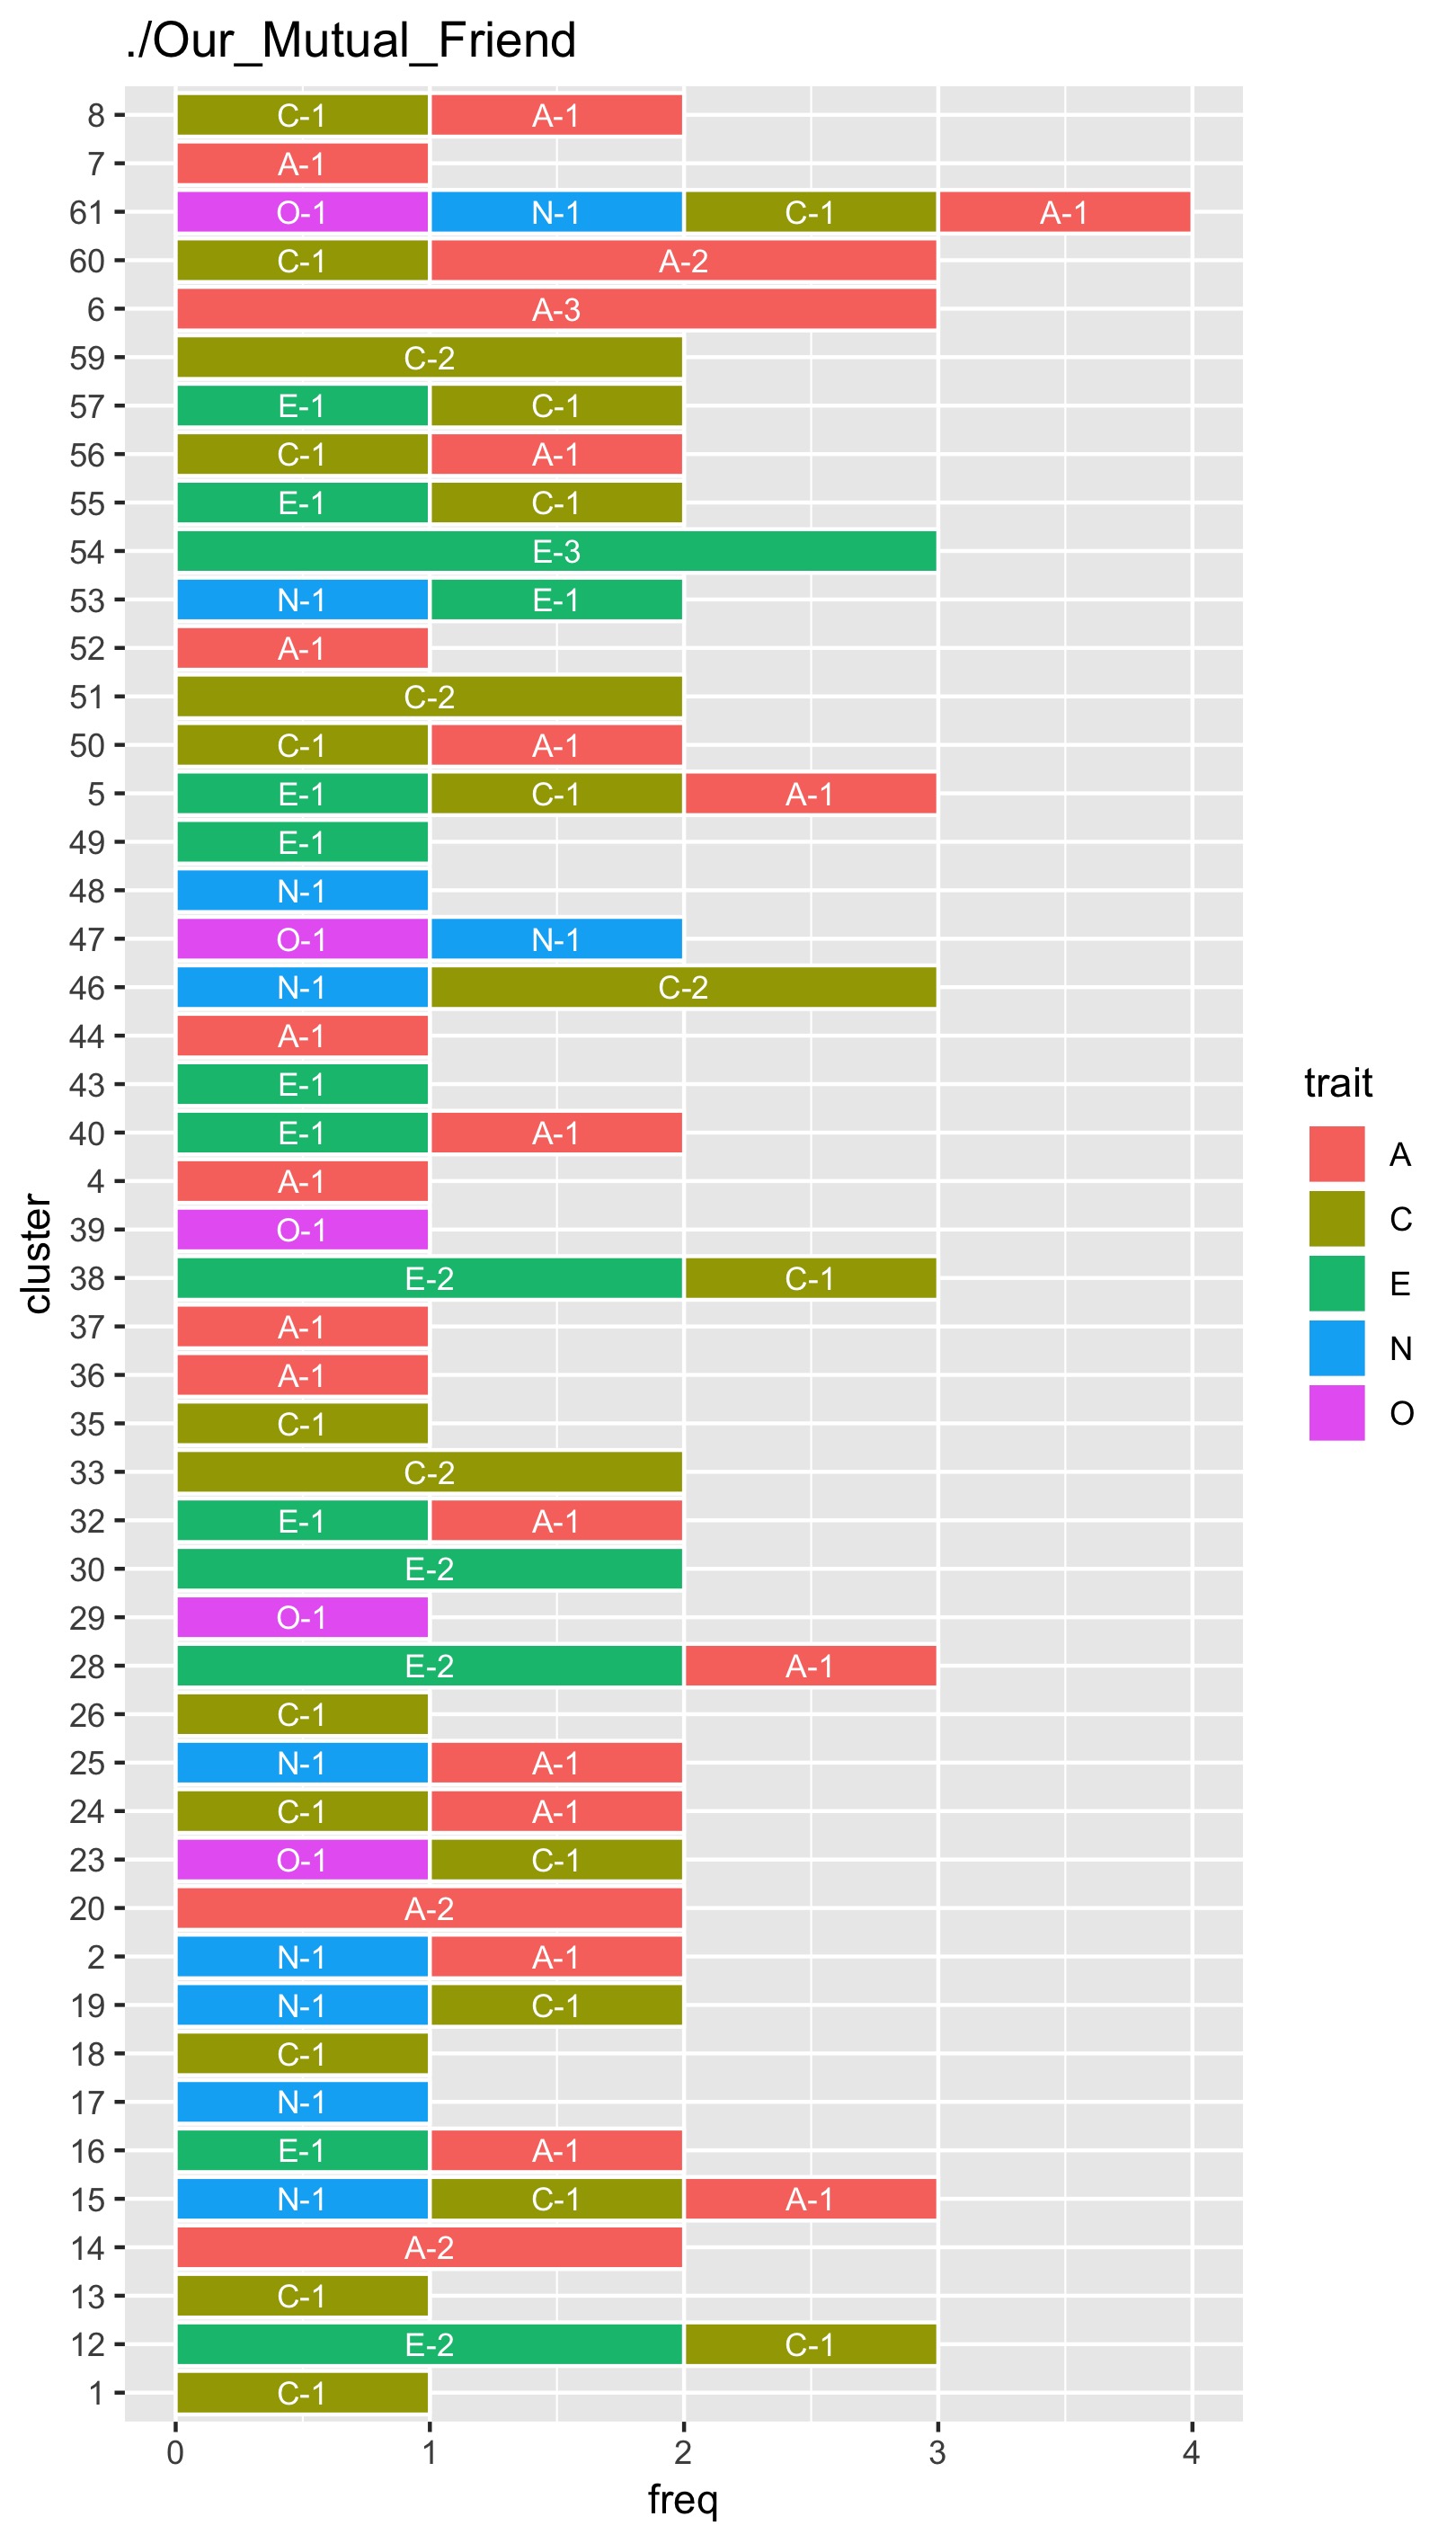 ./Our_Mutual_Friend
8 C-1 A-1
7 A-1
61 O-1 N-1 C-1 A-1
60 C-1 A-2
6 A-3
59 C-2
57 E-1 C-1
56 C-1 A-1
55 E-1 C-1
54 E-3
53 N-1 E-1
52 A-1
51 C-2
50 C-1 A-1
5 E-1 C-1 A-1
49 E-1
48 N-1
47 O-1 N-1
46 N-1 C-2
44 A-1
43 E-1
40 E-1 A-1
4 A-1
39 O-1
38 E-2 C-1
37 A-1
36 A-1
35 C-1
33 C-2
32 E-1 A-1
30 E-2
29 O-1
28 E-2 A-1
26 C-1
25 N-1 A-1
24 C-1 A-1
23 O-1 C-1
20 A-2
2 N-1 A-1
19 N-1 C-1
18 C-1
17 N-1
16 E-1 A-1
15 N-1 C-1 A-1
14 A-2
13 C-1
12 E-2 C-1
1 C-1
0 1 2 3 4
freq
cluster
trait
A
C
E
N
O